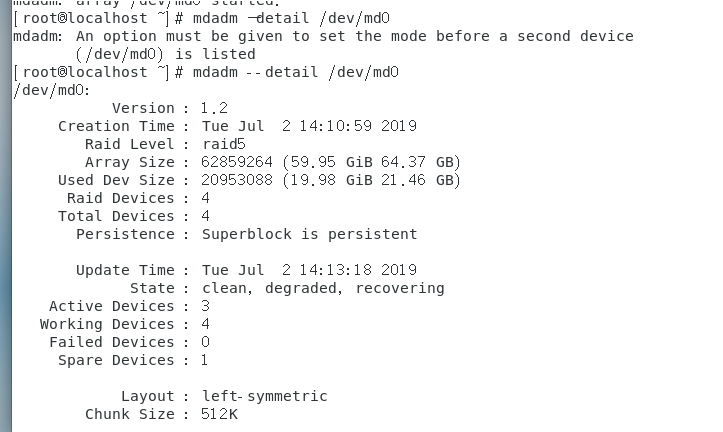 mdadm: array /dev/md0 started.
[root@localhost ~]# mdadm —detail /dev/md0
mdadm: An option must be given to set the mode before a second device
       (/dev/md0) is listed
[root@localhost ~]# mdadm --detail /dev/md0
/dev/md0:
           Version : 1.2
     Creation Time : Tue Jul  2 14:10:59 2019
        Raid Level : raid5
        Array Size : 62859264 (59.95 GiB 64.37 GB)
     Used Dev Size : 20953088 (19.98 GiB 21.46 GB)
      Raid Devices : 4
     Total Devices : 4
       Persistence : Superblock is persistent

       Update Time : Tue Jul  2 14:13:18 2019
             State : clean, degraded, recovering
    Active Devices : 3
   Working Devices : 4
    Failed Devices : 0
     Spare Devices : 1

            Layout : left-symmetric
        Chunk Size : 512K